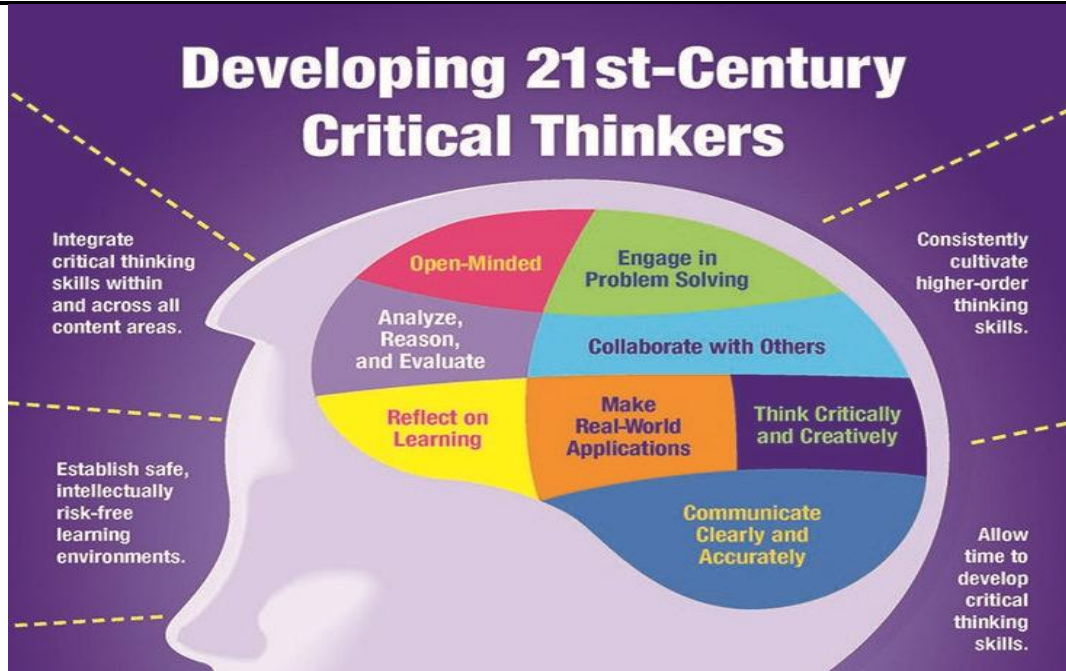 Developing 21st-Century
Critical Thinkers
Integrate
critical thinking
skills within
and across all
content areas.
Establish safe,
intellectually
risk-free
learning
environments.
Open-Minded
Engage in
Problem Solving
Analyze,
Reason,
and Evaluate
Collaborate with Others
Reflect on
Learning
Make
Real-World
Applications
Think Critically
and Creatively
Communicate
Clearly and
Accurately
Consistently
cultivate
higher-order
thinking
skills.
Allow
time to
develop
critical
thinking
skills.